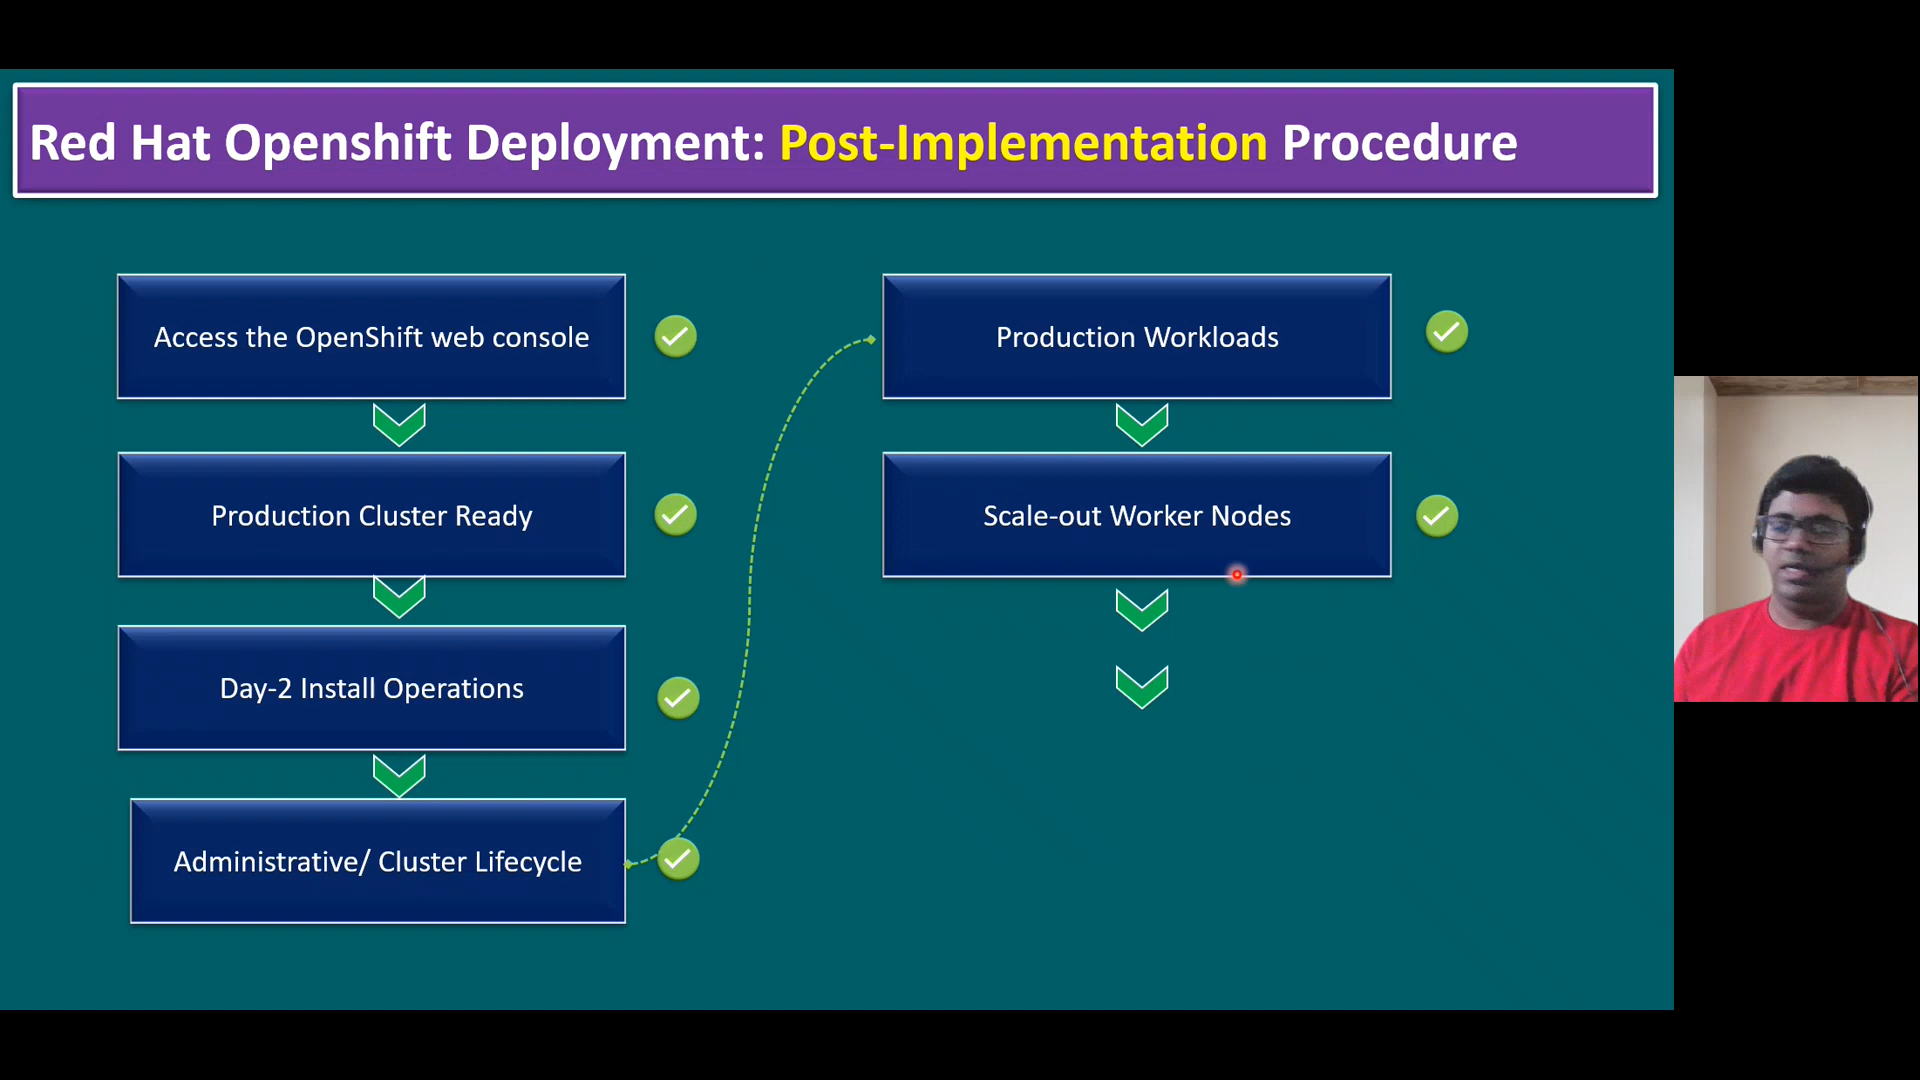 Red Hat Openshift Deployment: Post-Implementation Procedure
Access the OpenShift web console
Production Cluster Ready
Day-2 Install Operations
Administrative/ Cluster Lifecycle
Production Workloads
Scale-out Worker Nodes